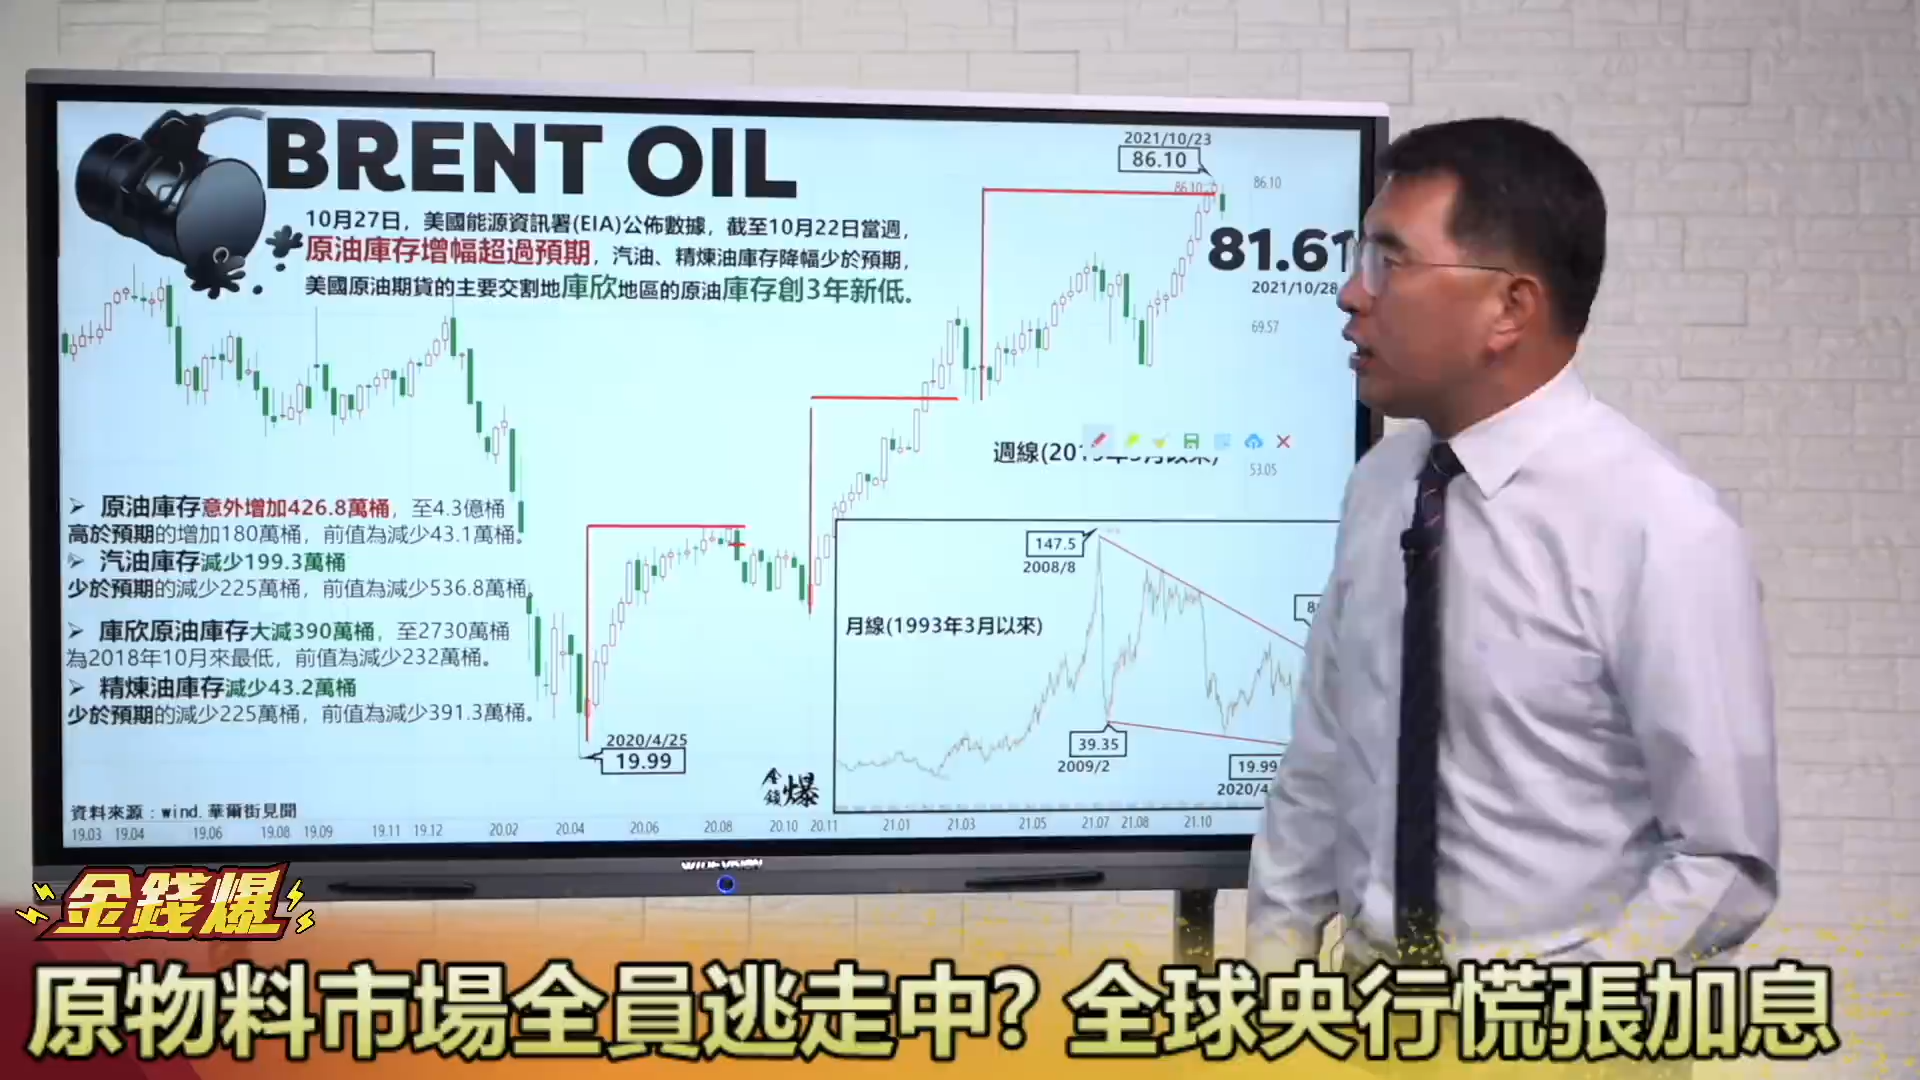 BRENT OIL
10月27日，美國能源資訊署(EIA)公佈數據，截至10月22日當週，
原油庫存增幅超過預期，汽油、精煉油庫存降幅少於預期，
美國原油期貨的主要交割地庫欣地區的原油庫存創3年新低。
2021/10/23
86.10
86.10
86.10
81.61
2021/10/28
69.57
週線(2019年3月以來)
53.05
➢ 原油庫存意外增加426.8萬桶，至4.3億桶
高於預期的增加180萬桶，前值為減少43.1萬桶。
➢ 汽油庫存減少199.3萬桶
少於預期的減少225萬桶，前值為減少536.8萬桶。
➢ 庫欣原油庫存大減390萬桶，至2730萬桶
為2018年10月來最低，前值為減少232萬桶。
➢ 精煉油庫存減少43.2萬桶
少於預期的減少225萬桶，前值為減少391.3萬桶。
2020/4/25
19.99
147.5
2008/8
月線(1993年3月以來)
39.35
2009/2
19.99
2020/4
金錢爆
資料來源：wind.華爾街見聞
19.03 19.04 19.06 19.08 19.09 19.11 19.12 20.02 20.04 20.06 20.08 20.10 20.11 21.01 21.03 21.05 21.07 21.08 21.10
金錢爆
原物料市場全員逃走中? 全球央行慌張加息